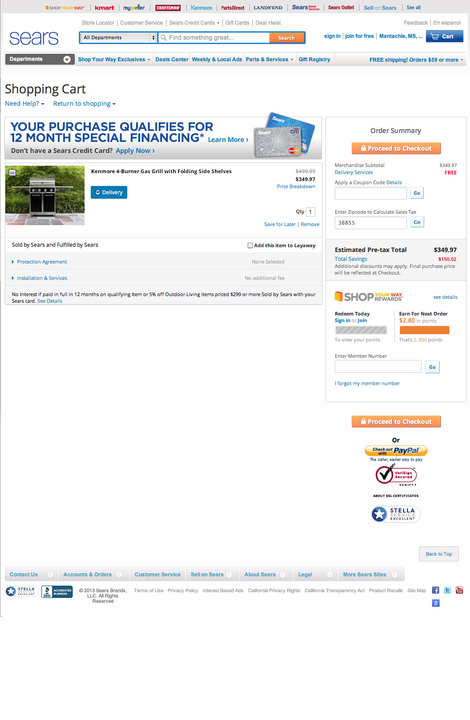 SHOP YOUR WAY kmart mygofer CRAFTSMAN Kenmore PartsDirect LANDS'END Sears Outlet Sell on Sears See all
Store Locator | Customer Service | Sears Credit Cards | Gift Cards | Deal Heist
Feedback | En espanol
sears
All Departments
Find something great...
Search
sign in | join for free | Mantachie, MS, ...
Cart
Departments
Shop Your Way Exclusives Deals Center Weekly & Local Ads Parts & Services Gift Registry
FREE shipping! Orders $59 or more
Shopping Cart
Need Help? Return to shopping
YOUR PURCHASE QUALIFIES FOR
12 MONTH SPECIAL FINANCING* Learn More ›
Don't have a Sears Credit Card? Apply Now ›
Kenmore 4-Burner Gas Grill with Folding Side Shelves
$499.99
$349.97
Price Breakdown
Delivery
Qty 1
Save for Later | Remove
Sold by Sears and Fulfilled by Sears
Add this item to Layaway
Protection Agreement None Selected
Installation & Services No additional fee
No Interest if paid in full in 12 months on qualifying item or 5% off Outdoor Living items priced $299 or more Sold by Sears with your
Sears card. See Details
Order Summary
Proceed to Checkout
Merchandise Subtotal $349.97
Delivery Services FREE
Apply a Coupon Code Details
Go
Enter Zipcode to Calculate Sales Tax
38855 Go
Estimated Pre-tax Total $349.97
Total Savings $150.02
Additional discounts may apply. Final purchase price
will be reflected at Checkout.
SHOP YOUR WAY REWARDS see details
Redeem Today
Sign in or Join
To view your points
Earn For Next Order
$2.80 in points
That's 2,800 points
Enter Member Number
Go
I forgot my member number
Proceed to Checkout
Or
Check out with PayPal
The safer, easier way to pay
VeriSign Secured
VERIFY
ABOUT SSL CERTIFICATES
STELLA SERVICE
EXCELLENT
Back to Top
Contact Us Accounts & Orders Customer Service Sell on Sears About Sears Legal More Sears Sites
STELLA
EXCELLENT
BBB ACCREDITED BUSINESS
© 2013 Sears Brands,
LLC. All Rights
Reserved
Terms of Use Privacy Policy Interest Based Ads California Privacy Rights California Transparency Act Product Recalls Site Map